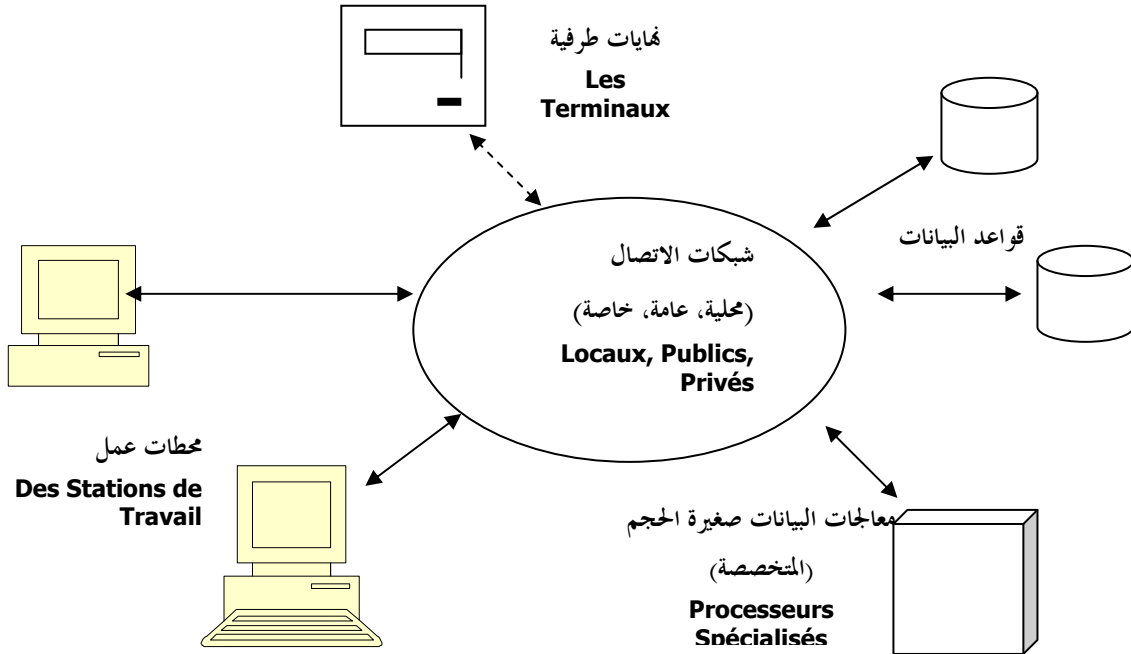 نهايات طرفية
Les
Terminaux
قواعد البيانات
شبكات الاتصال
(محلية، عامة، خاصة)
Locaux, Publics,
Privés
محطات عمل
Des Stations de
Travail
معالجات البيانات صغيرة الحجم
(المتخصصة)
Processeurs
Spécialisés